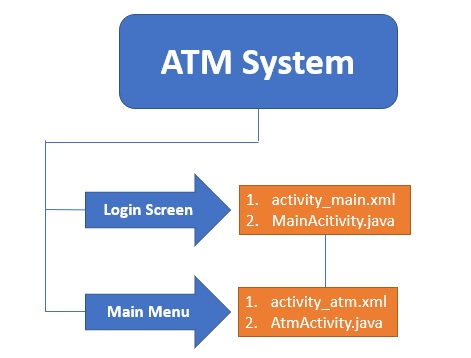 ATM System
Login Screen
1. activity_main.xml
2. MainAcitivity.java
Main Menu
1. activity_atm.xml
2. AtmActivity.java